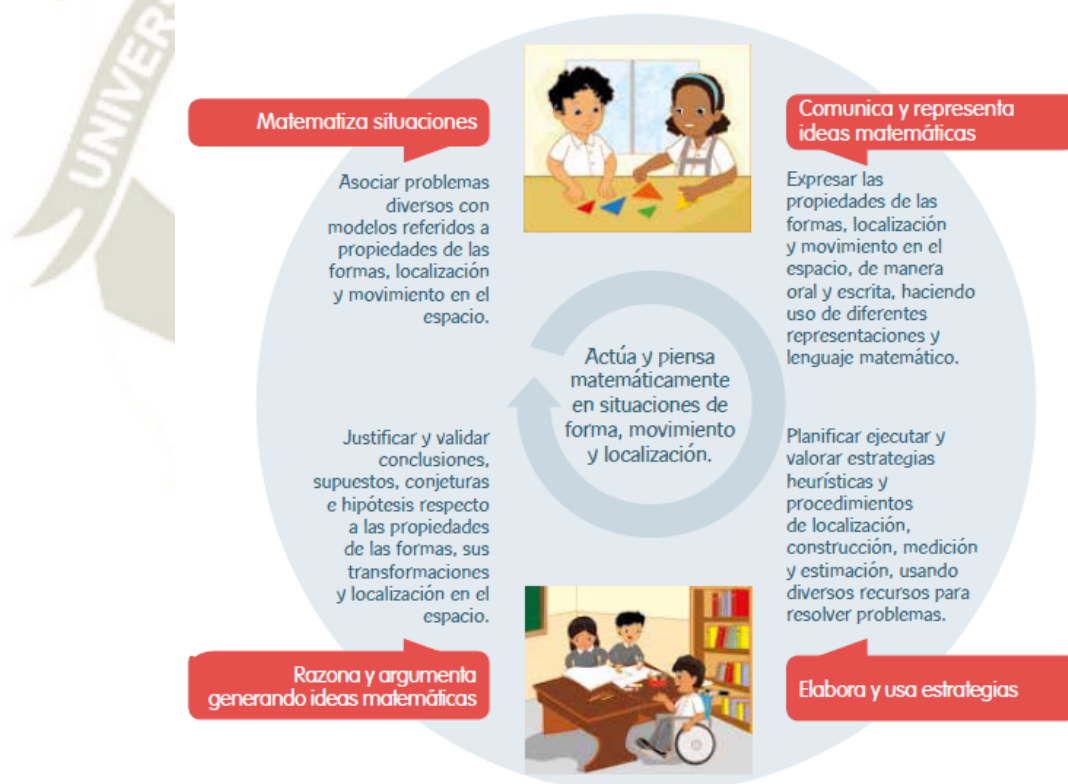 UNIVERS
Matematiza situaciones
Asociar problemas
diversos con
modelos referidos a
propiedades de las
formas, localización
y movimiento en el
espacio.
Comunica y representa
ideas matemáticas
Expresar las
propiedades de las
formas, localización
y movimiento en el
espacio, de manera
oral y escrita, haciendo
uso de diferentes
representaciones y
lenguaje matemático.
Actúa y piensa
matemáticamente
en situaciones de
forma, movimiento
y localización.
Justificar y validar
conclusiones,
supuestos, conjeturas
e hipótesis respecto
a las propiedades
de las formas, sus
transformaciones
y localización en el
espacio.
Razona y argumenta
generando ideas matemáticas
Planificar ejecutar y
valorar estrategias
heurísticas y
procedimientos
de localización,
construcción, medición
y estimación, usando
diversos recursos para
resolver problemas.
Elabora y usa estrategias